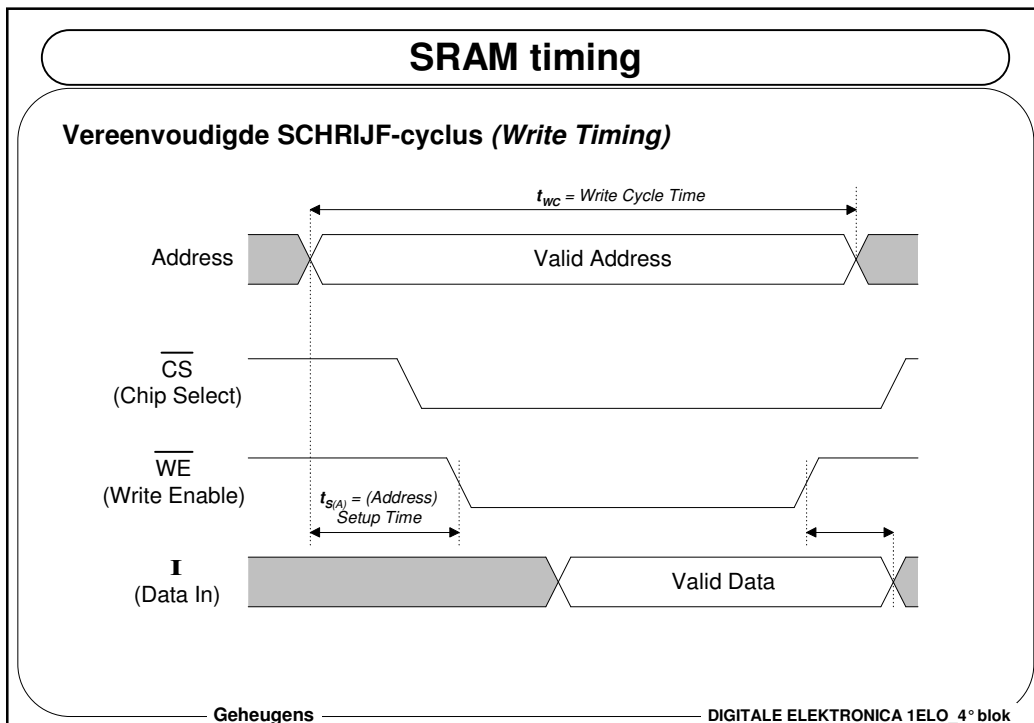 SRAM timing
Vereenvoudigde SCHRIJF-cyclus (Write Timing)
tWC = Write Cycle Time
Address
Valid Address
CS
(Chip Select)
WE
(Write Enable)
tS(A) = (Address)
Setup Time
I
(Data In)
Valid Data
Geheugens
DIGITALE ELEKTRONICA 1ELO 4° blok